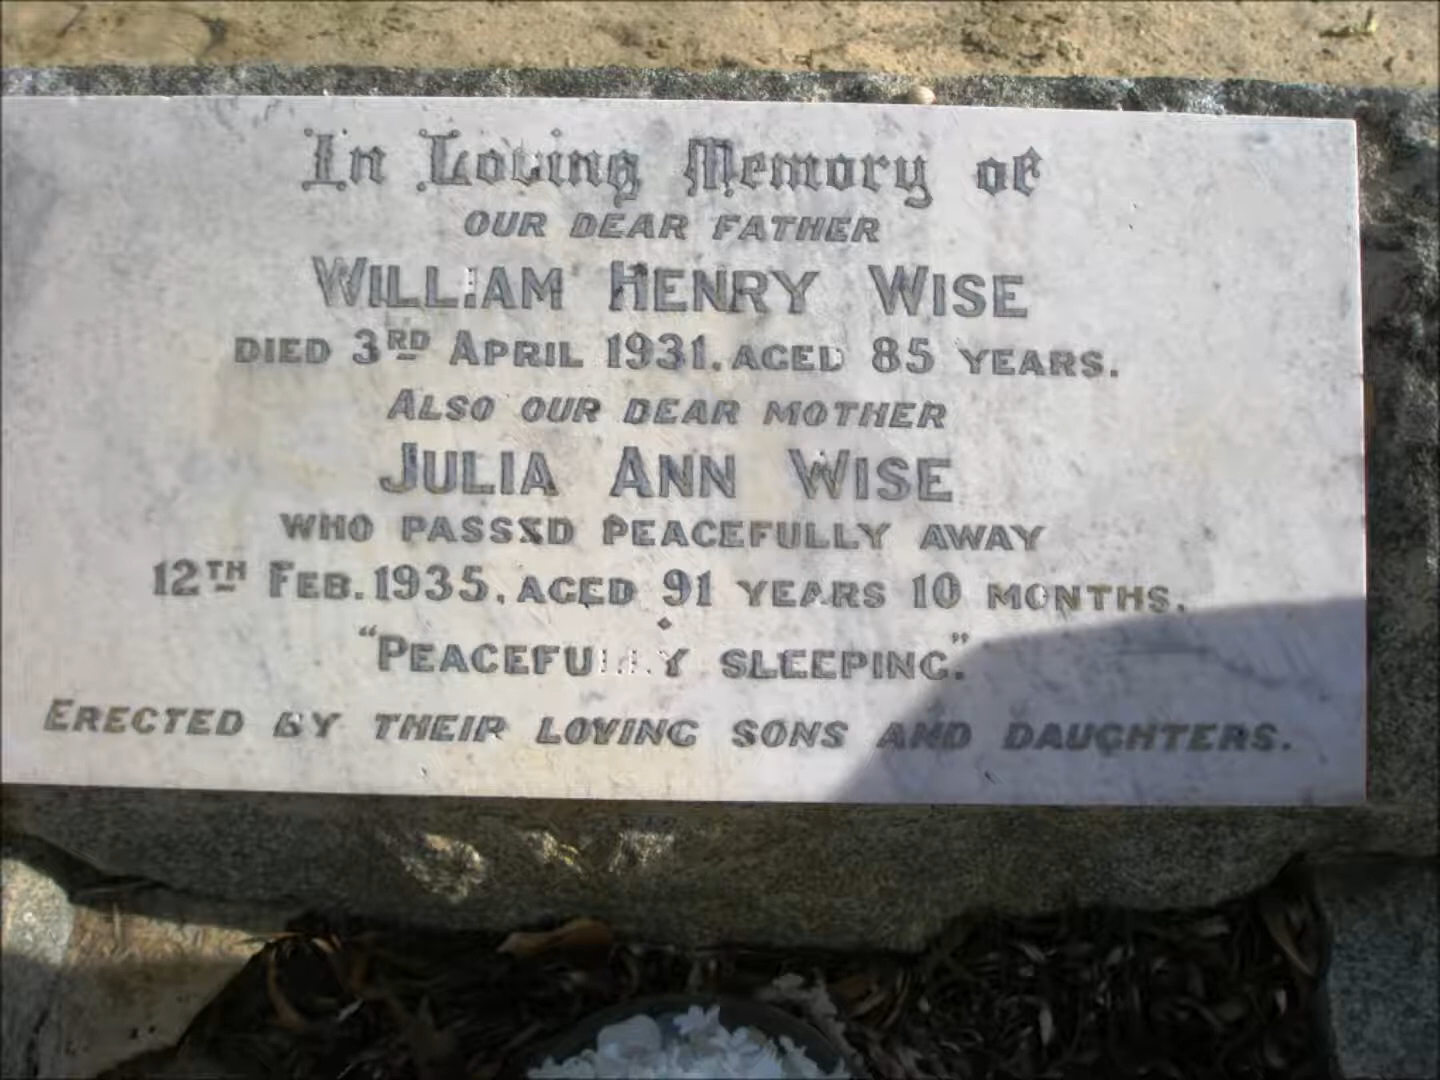 In Loving Memory of
OUR DEAR FATHER
WILLIAM HENRY WISE
DIED 3RD APRIL 1931. AGED 85 YEARS.
ALSO OUR DEAR MOTHER
JULIA ANN WISE
WHO PASSXD PEACEFULLY AWAY
12TH FEB. 1935. AGED 91 YEARS 10 MONTHS.
"PEACEFULLY SLEEPING."
ERECTED BY THEIR LOVING SONS AND DAUGHTERS.